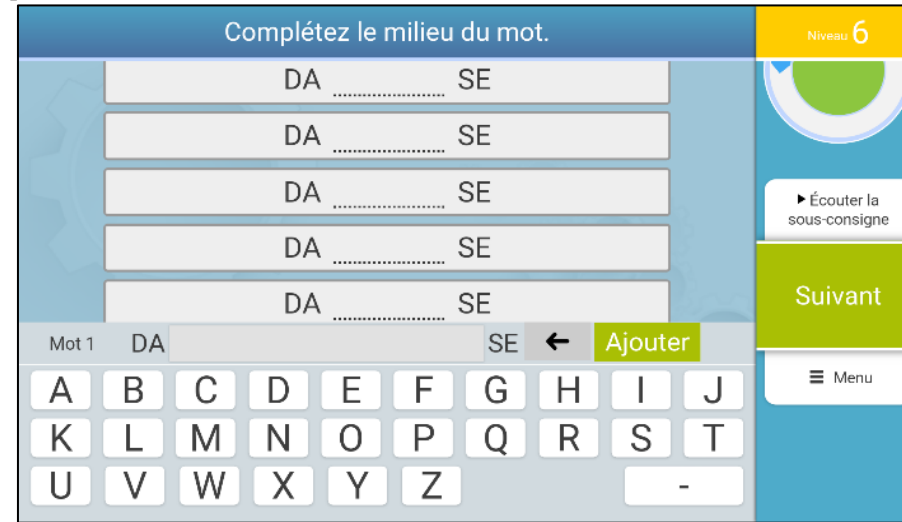 Complétez le milieu du mot.
Niveau 6
DA ........................ SE
DA ........................ SE
DA ........................ SE
DA ........................ SE
DA ........................ SE
Mot 1 DA SE ← Ajouter
A B C D E F G H I J
K L M N O P Q R S T
U V W X Y Z -
▶ Écouter la
sous-consigne
Suivant
☰ Menu